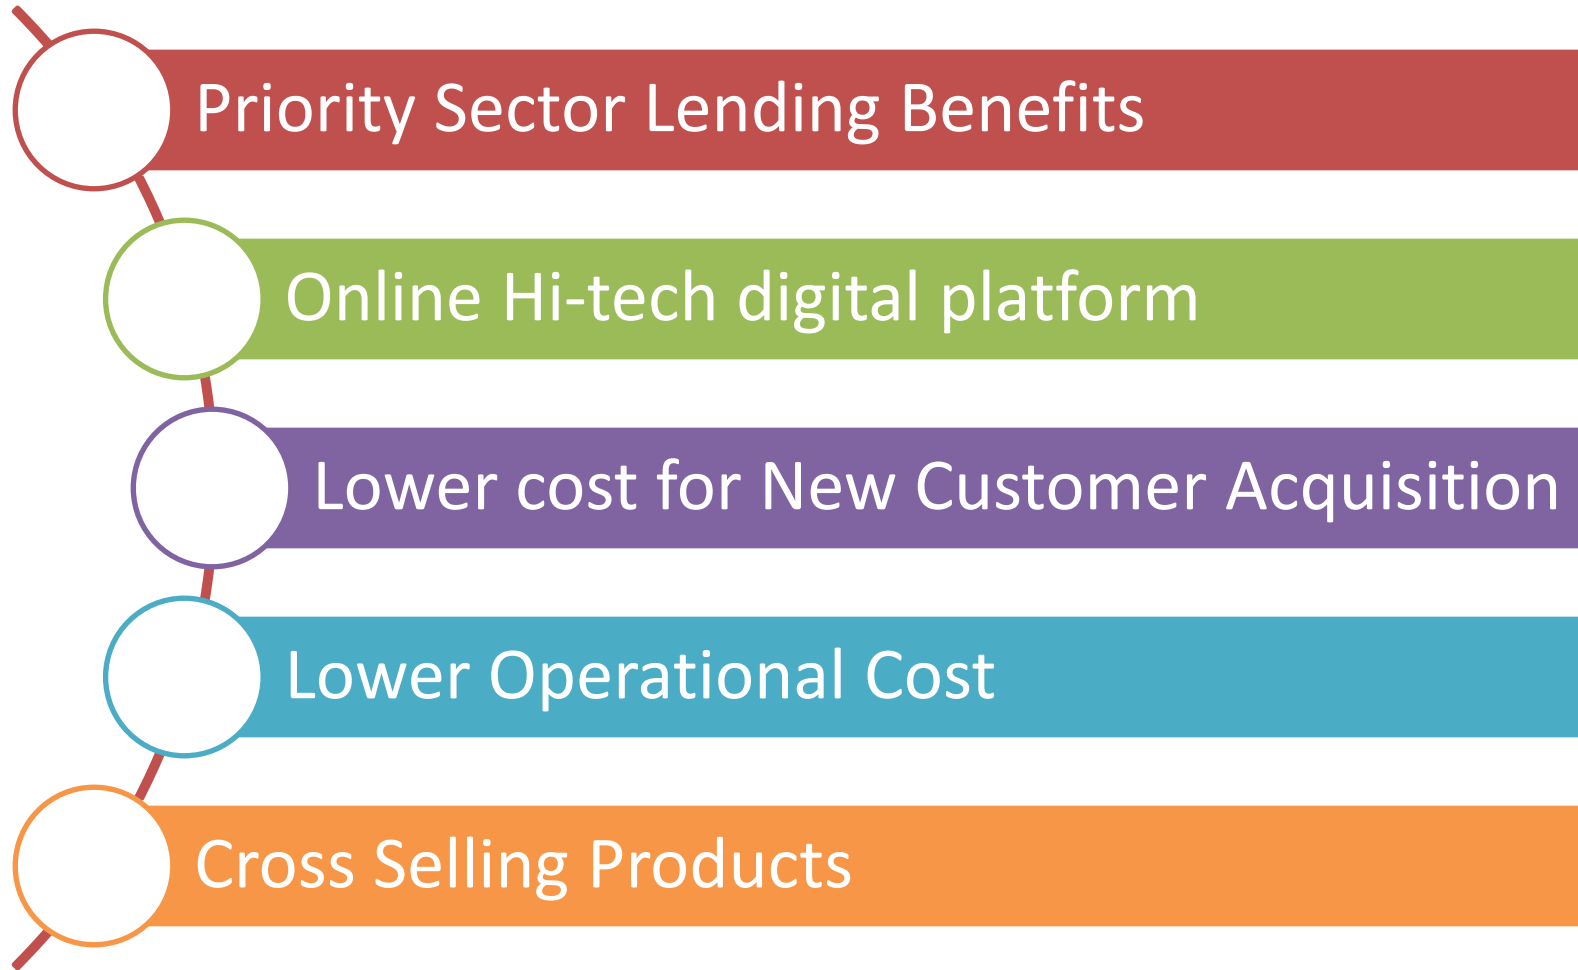 Priority Sector Lending Benefits
Online Hi-tech digital platform
Lower cost for New Customer Acquisition
Lower Operational Cost
Cross Selling Products